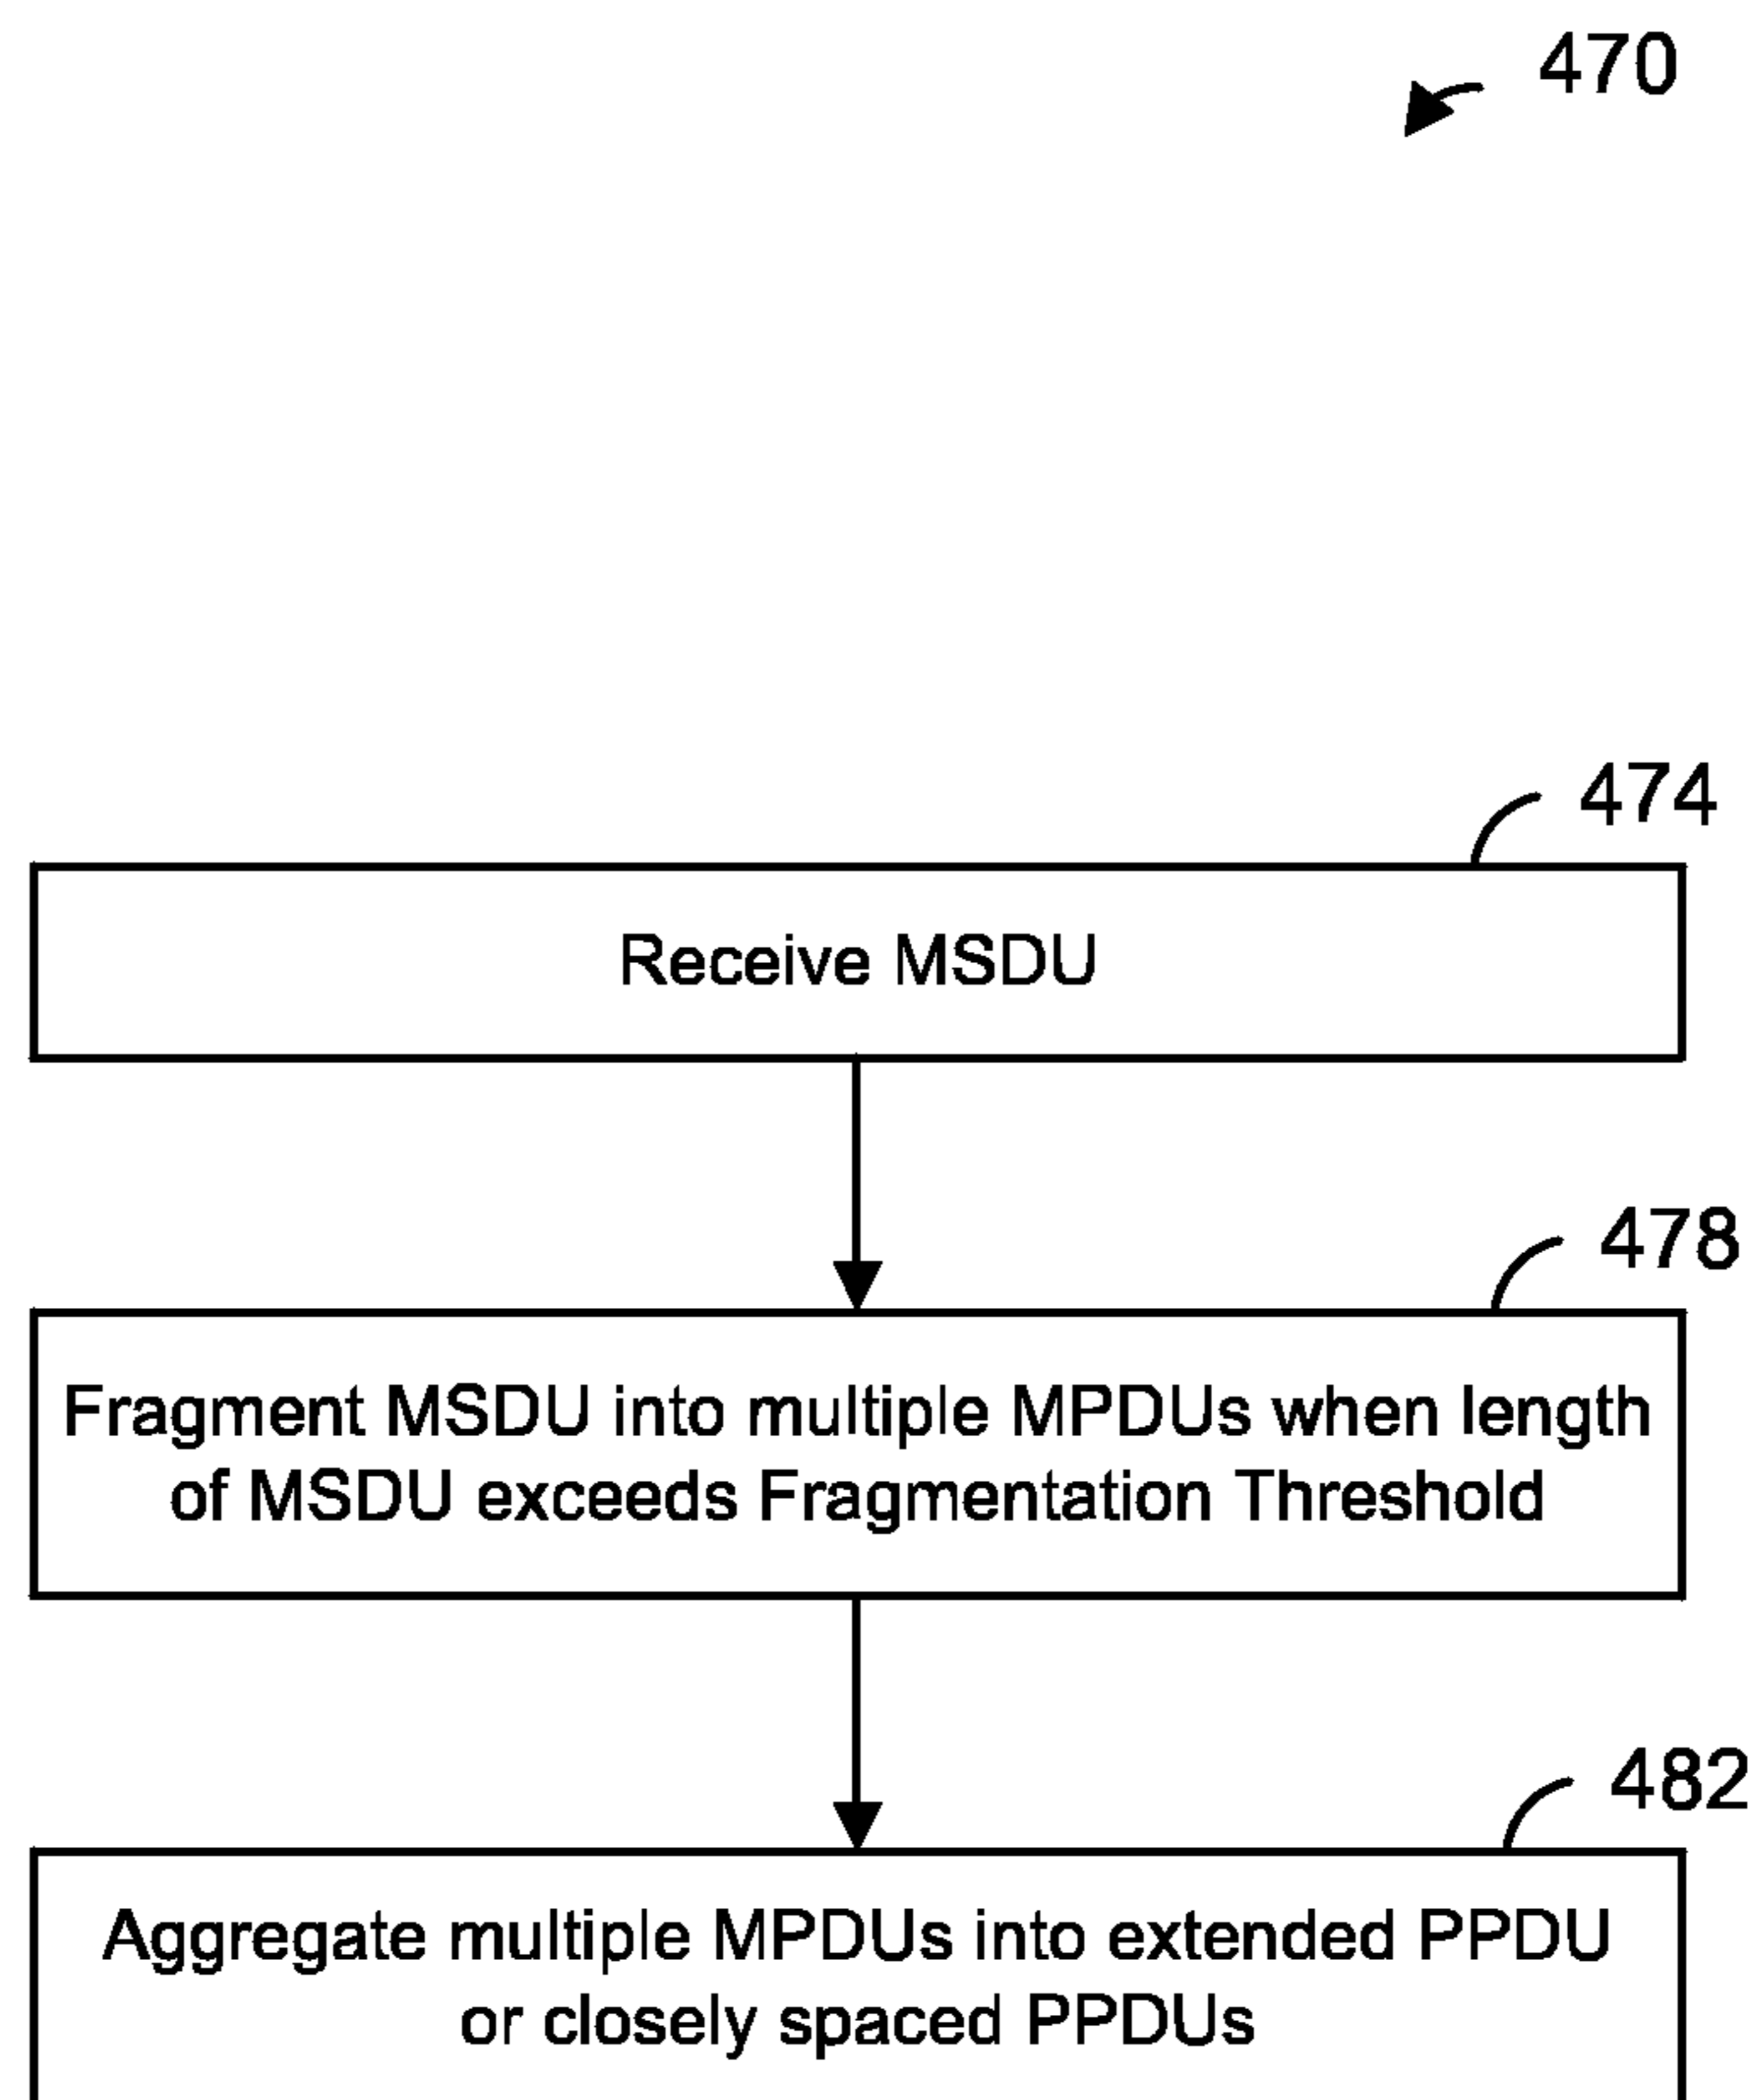 470
474
Receive MSDU
478
Fragment MSDU into multiple MPDUs when length
of MSDU exceeds Fragmentation Threshold
482
Aggregate multiple MPDUs into extended PPDU
or closely spaced PPDUs